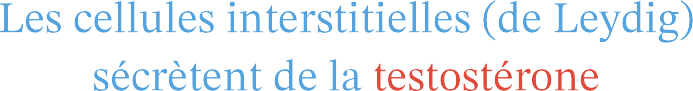 Les cellules interstitielles (de Leydig)
sécrètent de la testostérone